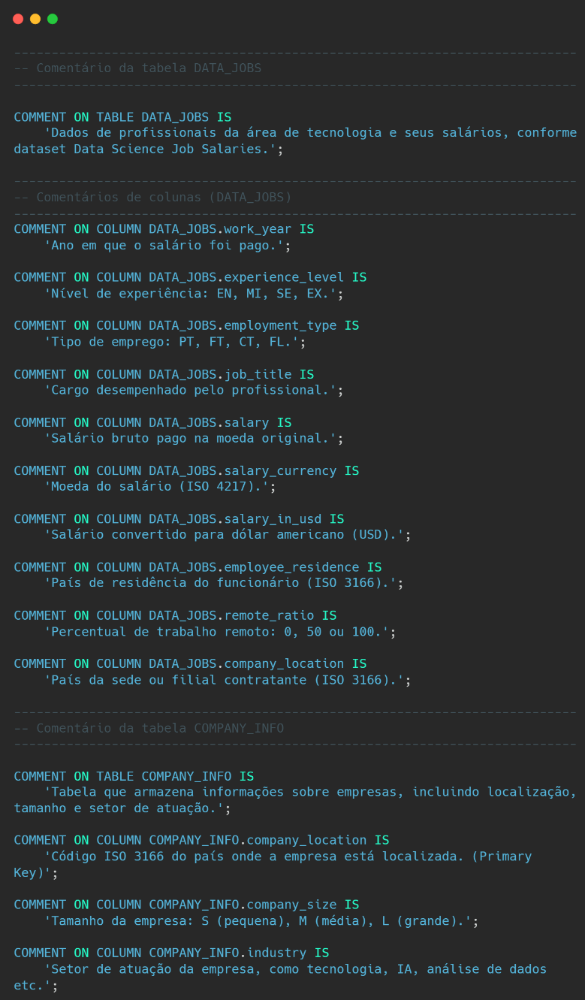 --------------------------------------------------------------------------
-- Comentário da tabela DATA_JOBS
--------------------------------------------------------------------------
COMMENT ON TABLE DATA_JOBS IS
    'Dados de profissionais da área de tecnologia e seus salários, conforme
dataset Data Science Job Salaries.';
--------------------------------------------------------------------------
-- Comentários de colunas (DATA_JOBS)
--------------------------------------------------------------------------
COMMENT ON COLUMN DATA_JOBS.work_year IS
    'Ano em que o salário foi pago.';
COMMENT ON COLUMN DATA_JOBS.experience_level IS
    'Nível de experiência: EN, MI, SE, EX.';
COMMENT ON COLUMN DATA_JOBS.employment_type IS
    'Tipo de emprego: PT, FT, CT, FL.';
COMMENT ON COLUMN DATA_JOBS.job_title IS
    'Cargo desempenhado pelo profissional.';
COMMENT ON COLUMN DATA_JOBS.salary IS
    'Salário bruto pago na moeda original.';
COMMENT ON COLUMN DATA_JOBS.salary_currency IS
    'Moeda do salário (ISO 4217).';
COMMENT ON COLUMN DATA_JOBS.salary_in_usd IS
    'Salário convertido para dólar americano (USD).';
COMMENT ON COLUMN DATA_JOBS.employee_residence IS
    'País de residência do funcionário (ISO 3166).';
COMMENT ON COLUMN DATA_JOBS.remote_ratio IS
    'Percentual de trabalho remoto: 0, 50 ou 100.';
COMMENT ON COLUMN DATA_JOBS.company_location IS
    'País da sede ou filial contratante (ISO 3166).';
--------------------------------------------------------------------------
-- Comentário da tabela COMPANY_INFO
--------------------------------------------------------------------------
COMMENT ON TABLE COMPANY_INFO IS
    'Tabela que armazena informações sobre empresas, incluindo localização,
tamanho e setor de atuação.';
COMMENT ON COLUMN COMPANY_INFO.company_location IS
    'Código ISO 3166 do país onde a empresa está localizada. (Primary
Key)';
COMMENT ON COLUMN COMPANY_INFO.company_size IS
    'Tamanho da empresa: S (pequena), M (média), L (grande).';
COMMENT ON COLUMN COMPANY_INFO.industry IS
    'Setor de atuação da empresa, como tecnologia, IA, análise de dados
etc.';